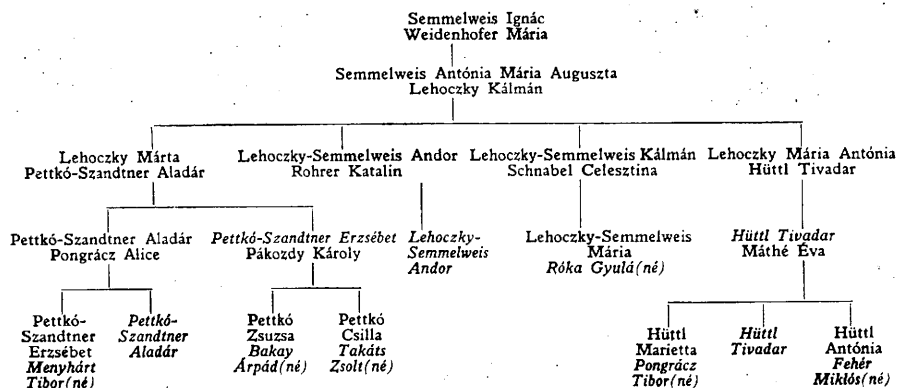 Semmelweis Ignác
Weidenhofer Mária
Semmelweis Antónia Mária Auguszta
Lehoczky Kálmán
Lehoczky Márta
Pettkó-Szandtner Aladár
Lehoczky-Semmelweis Andor
Rohrer Katalin
Lehoczky-Semmelweis Kálmán
Schnabel Celesztina
Lehoczky Mária Antónia
Hüttl Tivadar
Pettkó-Szandtner Aladár
Pongrácz Alice
Pettkó-Szandtner Erzsébet
Pákozdy Károly
Lehoczky-
Semmelweis
Andor
Lehoczky-Semmelweis
Mária
Róka Gyulá(né)
Hüttl Tivadar
Máthé Éva
Pettkó-
Szandtner
Erzsébet
Menyhárt
Tibor(né)
Pettkó-
Szandtner
Aladár
Pettkó
Zsuzsa
Bakay
Árpád(né)
Pettkó
Csilla
Takáts
Zsolt(né)
Hüttl
Marietta
Pongrácz
Tibor(né)
Hüttl
Tivadar
Hüttl
Antónia
Fehér
Miklós(né)